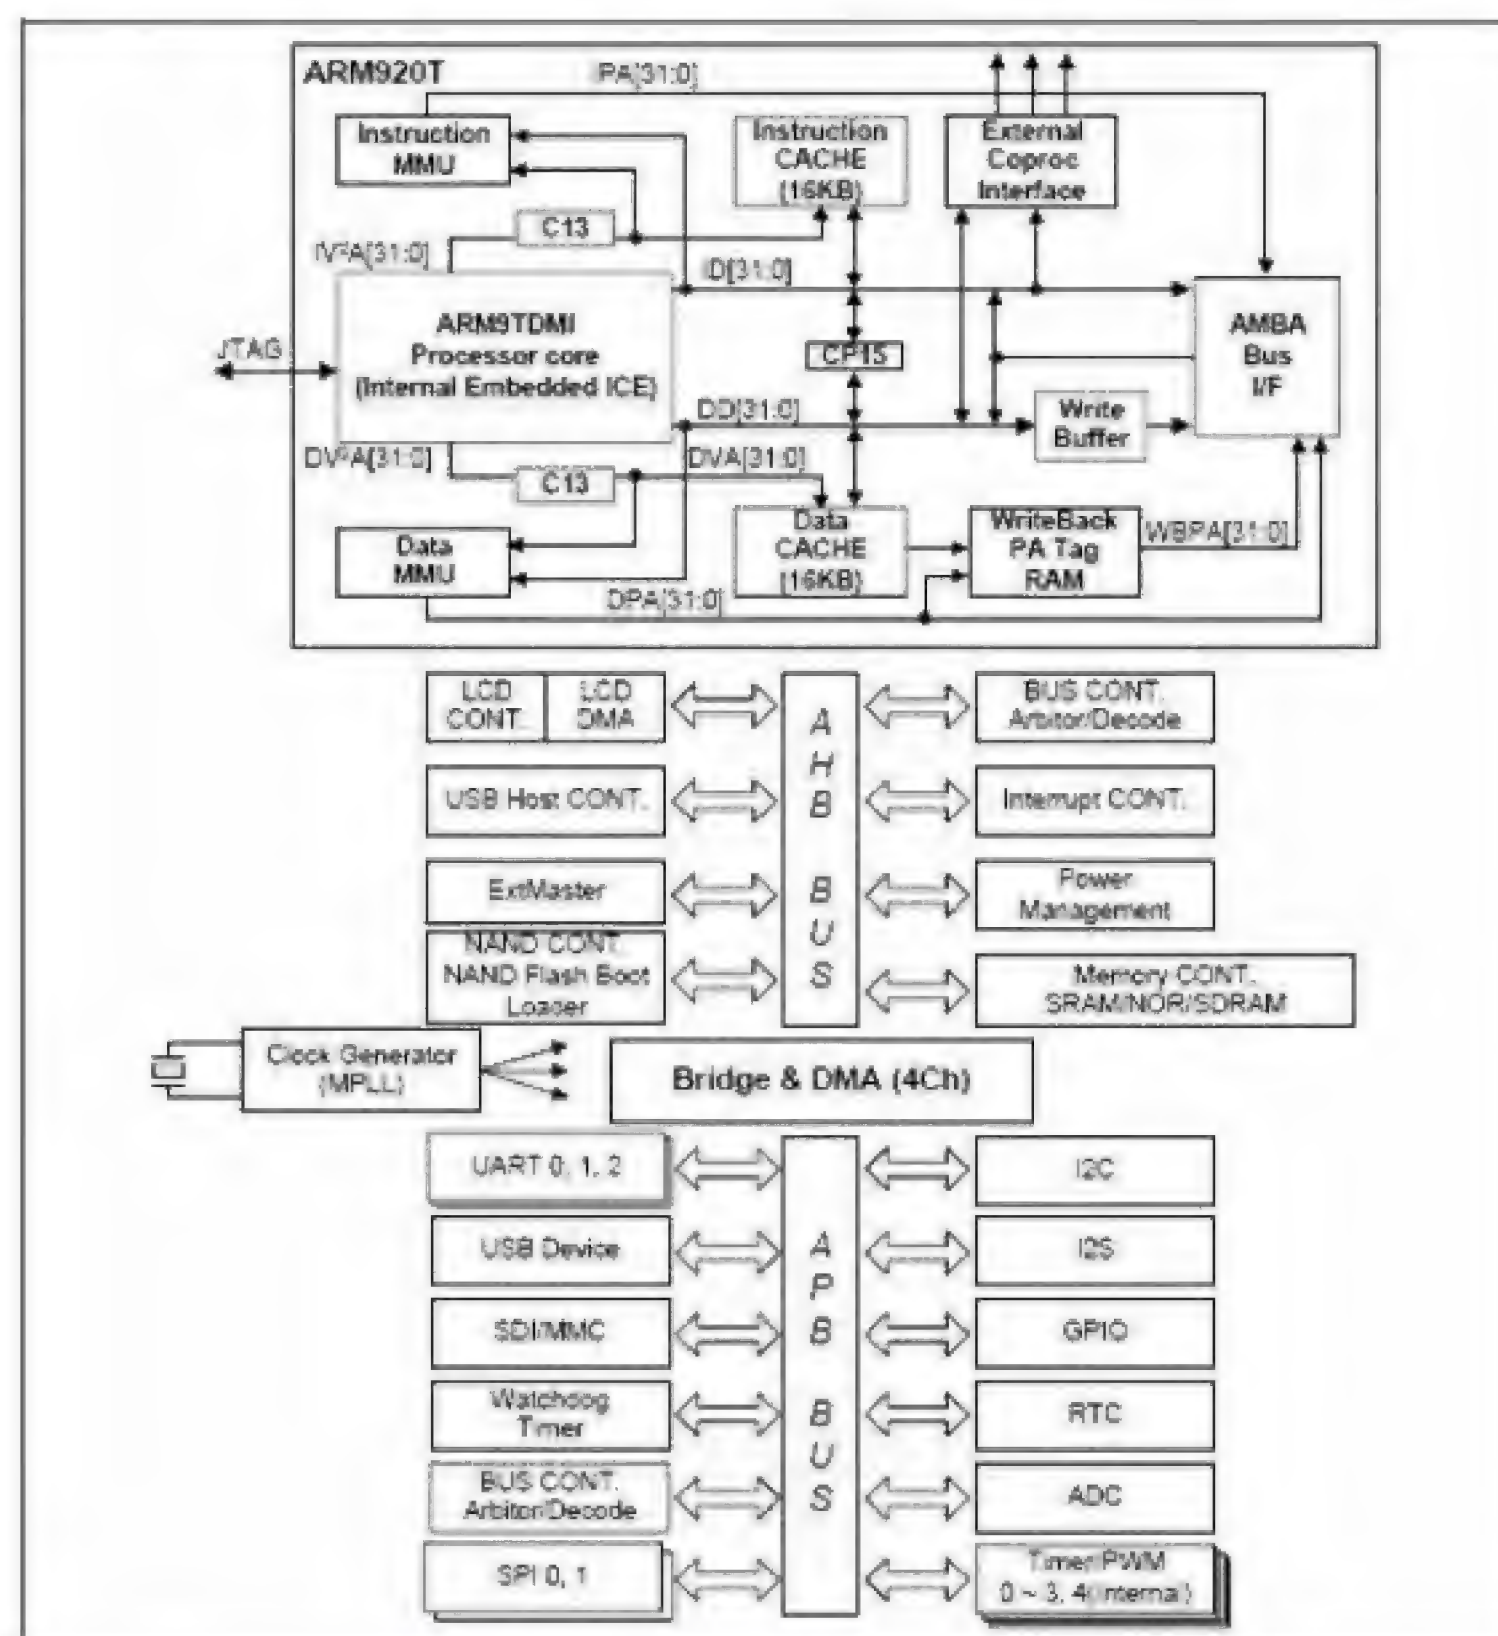 ARM920T
IPA[31:0]
Instruction
MMU
Instruction
CACHE
(16KB)
External
Coproc
Interface
C13
IV²A[31:0]
ID[31:0]
ARM9TDMI
Processor core
(Internal Embedded ICE)
JTAG
CP15
AMBA
Bus
I/F
DD[31:0]
Write
Buffer
DV²A[31:0]
DVA[31:0]
C13
Data
MMU
Data
CACHE
(16KB)
WriteBack
PA Tag
RAM
WBPA[31:0]
DPA[31:0]
LCD
CONT.
LCD
DMA
BUS CONT.
Arbitor/Decode
USB Host CONT.
Interrupt CONT.
ExtMaster
Power
Management
NAND CONT.
NAND Flash Boot
Loader
Memory CONT.
SRAM/NOR/SDRAM
AHB BUS
Clock Generator
(MPLL)
Bridge & DMA (4Ch)
UART 0, 1, 2
I2C
USB Device
I2S
SDI/MMC
GPIO
Watchdog
Timer
RTC
BUS CONT.
Arbitor/Decode
ADC
SPI 0, 1
Timer/PWM
0 ~ 3, 4(Internal)
APB BUS